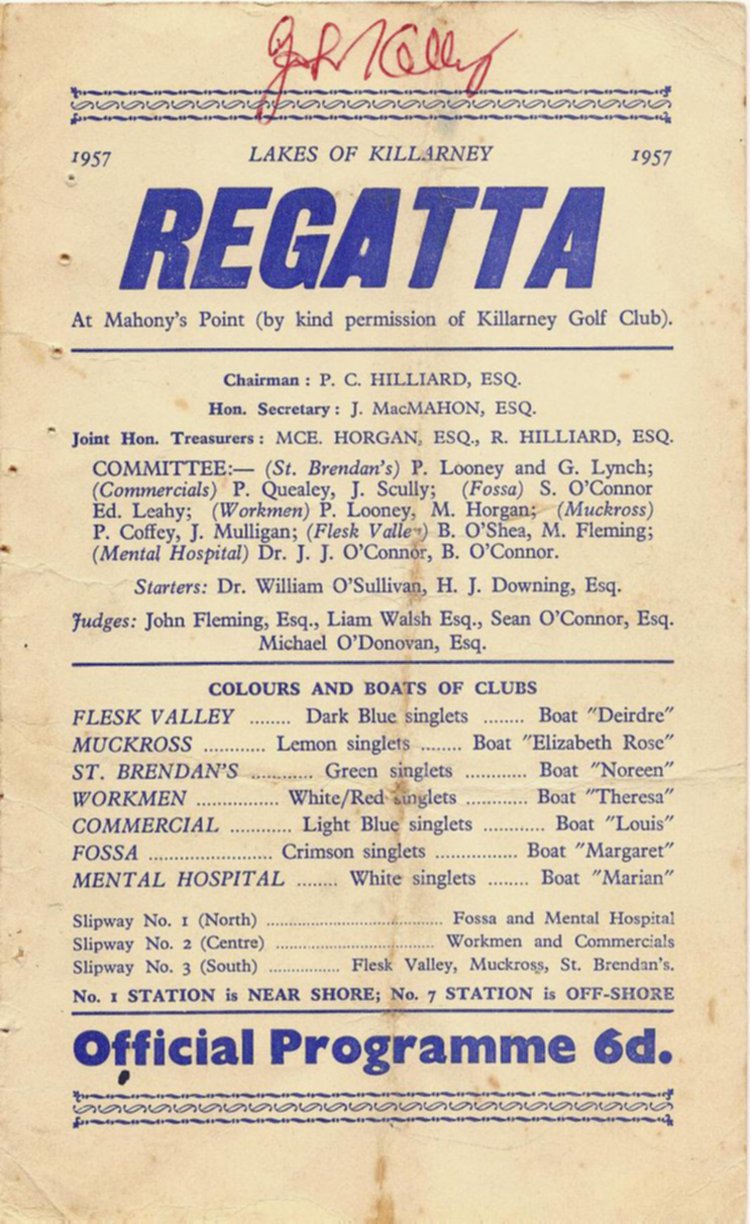 Kelly
1957 LAKES OF KILLARNEY 1957
REGATTA
At Mahony's Point (by kind permission of Killarney Golf Club).
Chairman : P. C. HILLIARD, ESQ.
Hon. Secretary : J. MacMAHON, ESQ.
Joint Hon. Treasurers : MCE. HORGAN, ESQ., R. HILLIARD, ESQ.
COMMITTEE:— (St. Brendan's) P. Looney and G. Lynch;
(Commercials) P. Quealey, J. Scully; (Fossa) S. O'Connor
Ed. Leahy; (Workmen) P. Looney, M. Horgan; (Muckross)
P. Coffey, J. Mulligan; (Flesk Valley) B. O'Shea, M. Fleming;
(Mental Hospital) Dr. J. J. O'Connor, B. O'Connor.
Starters: Dr. William O'Sullivan, H. J. Downing, Esq.
Judges: John Fleming, Esq., Liam Walsh Esq., Sean O'Connor, Esq.
Michael O'Donovan, Esq.
COLOURS AND BOATS OF CLUBS
FLESK VALLEY ........ Dark Blue singlets ........ Boat "Deirdre"
MUCKROSS ............ Lemon singlets ........ Boat "Elizabeth Rose"
ST. BRENDAN'S ............ Green singlets ............ Boat "Noreen"
WORKMEN ................ White/Red singlets ............ Boat "Theresa"
COMMERCIAL ............ Light Blue singlets ............ Boat "Louis"
FOSSA ........................ Crimson singlets ................ Boat "Margaret"
MENTAL HOSPITAL ........ White singlets ........ Boat "Marian"
Slipway No. 1 (North) ........................................ Fossa and Mental Hospital
Slipway No. 2 (Centre) .................................... Workmen and Commercials
Slipway No. 3 (South) ................ Flesk Valley, Muckross, St. Brendan's.
No. 1 STATION is NEAR SHORE; No. 7 STATION is OFF-SHORE
Official Programme 6d.